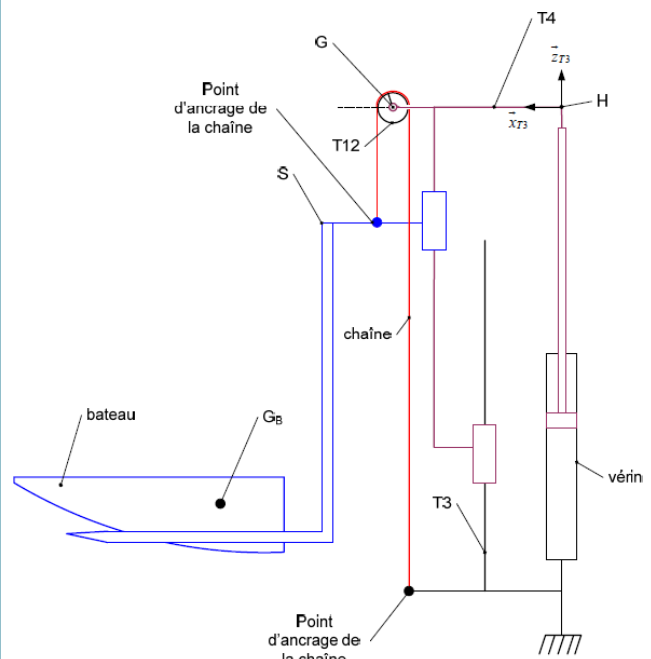 T4
G
z⃗T3
Point
d'ancrage de
la chaîne
H
x⃗T3
T12
S
chaîne
bateau
GB
vérin
T3
Point
d'ancrage de
la chaîne